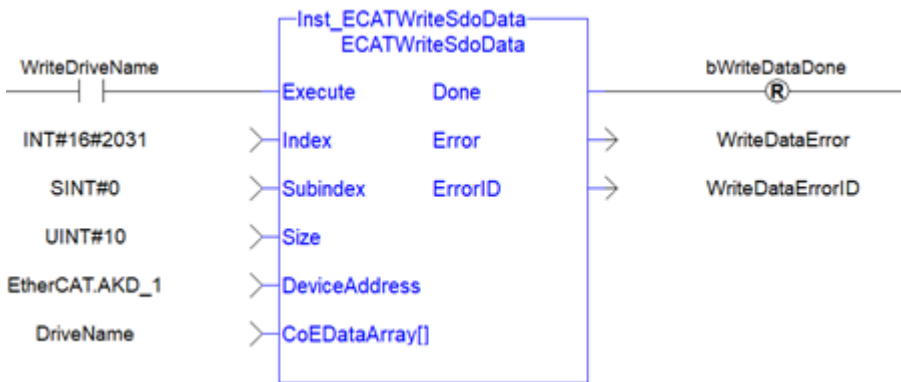 Inst_ECATWriteSdoData
ECATWriteSdoData
WriteDriveName
bWriteDataDone
Execute Done
R
INT#16#2031 Index Error WriteDataError
SINT#0 Subindex ErrorID WriteDataErrorID
UINT#10 Size
EtherCAT.AKD_1 DeviceAddress
DriveName CoEDataArray[]